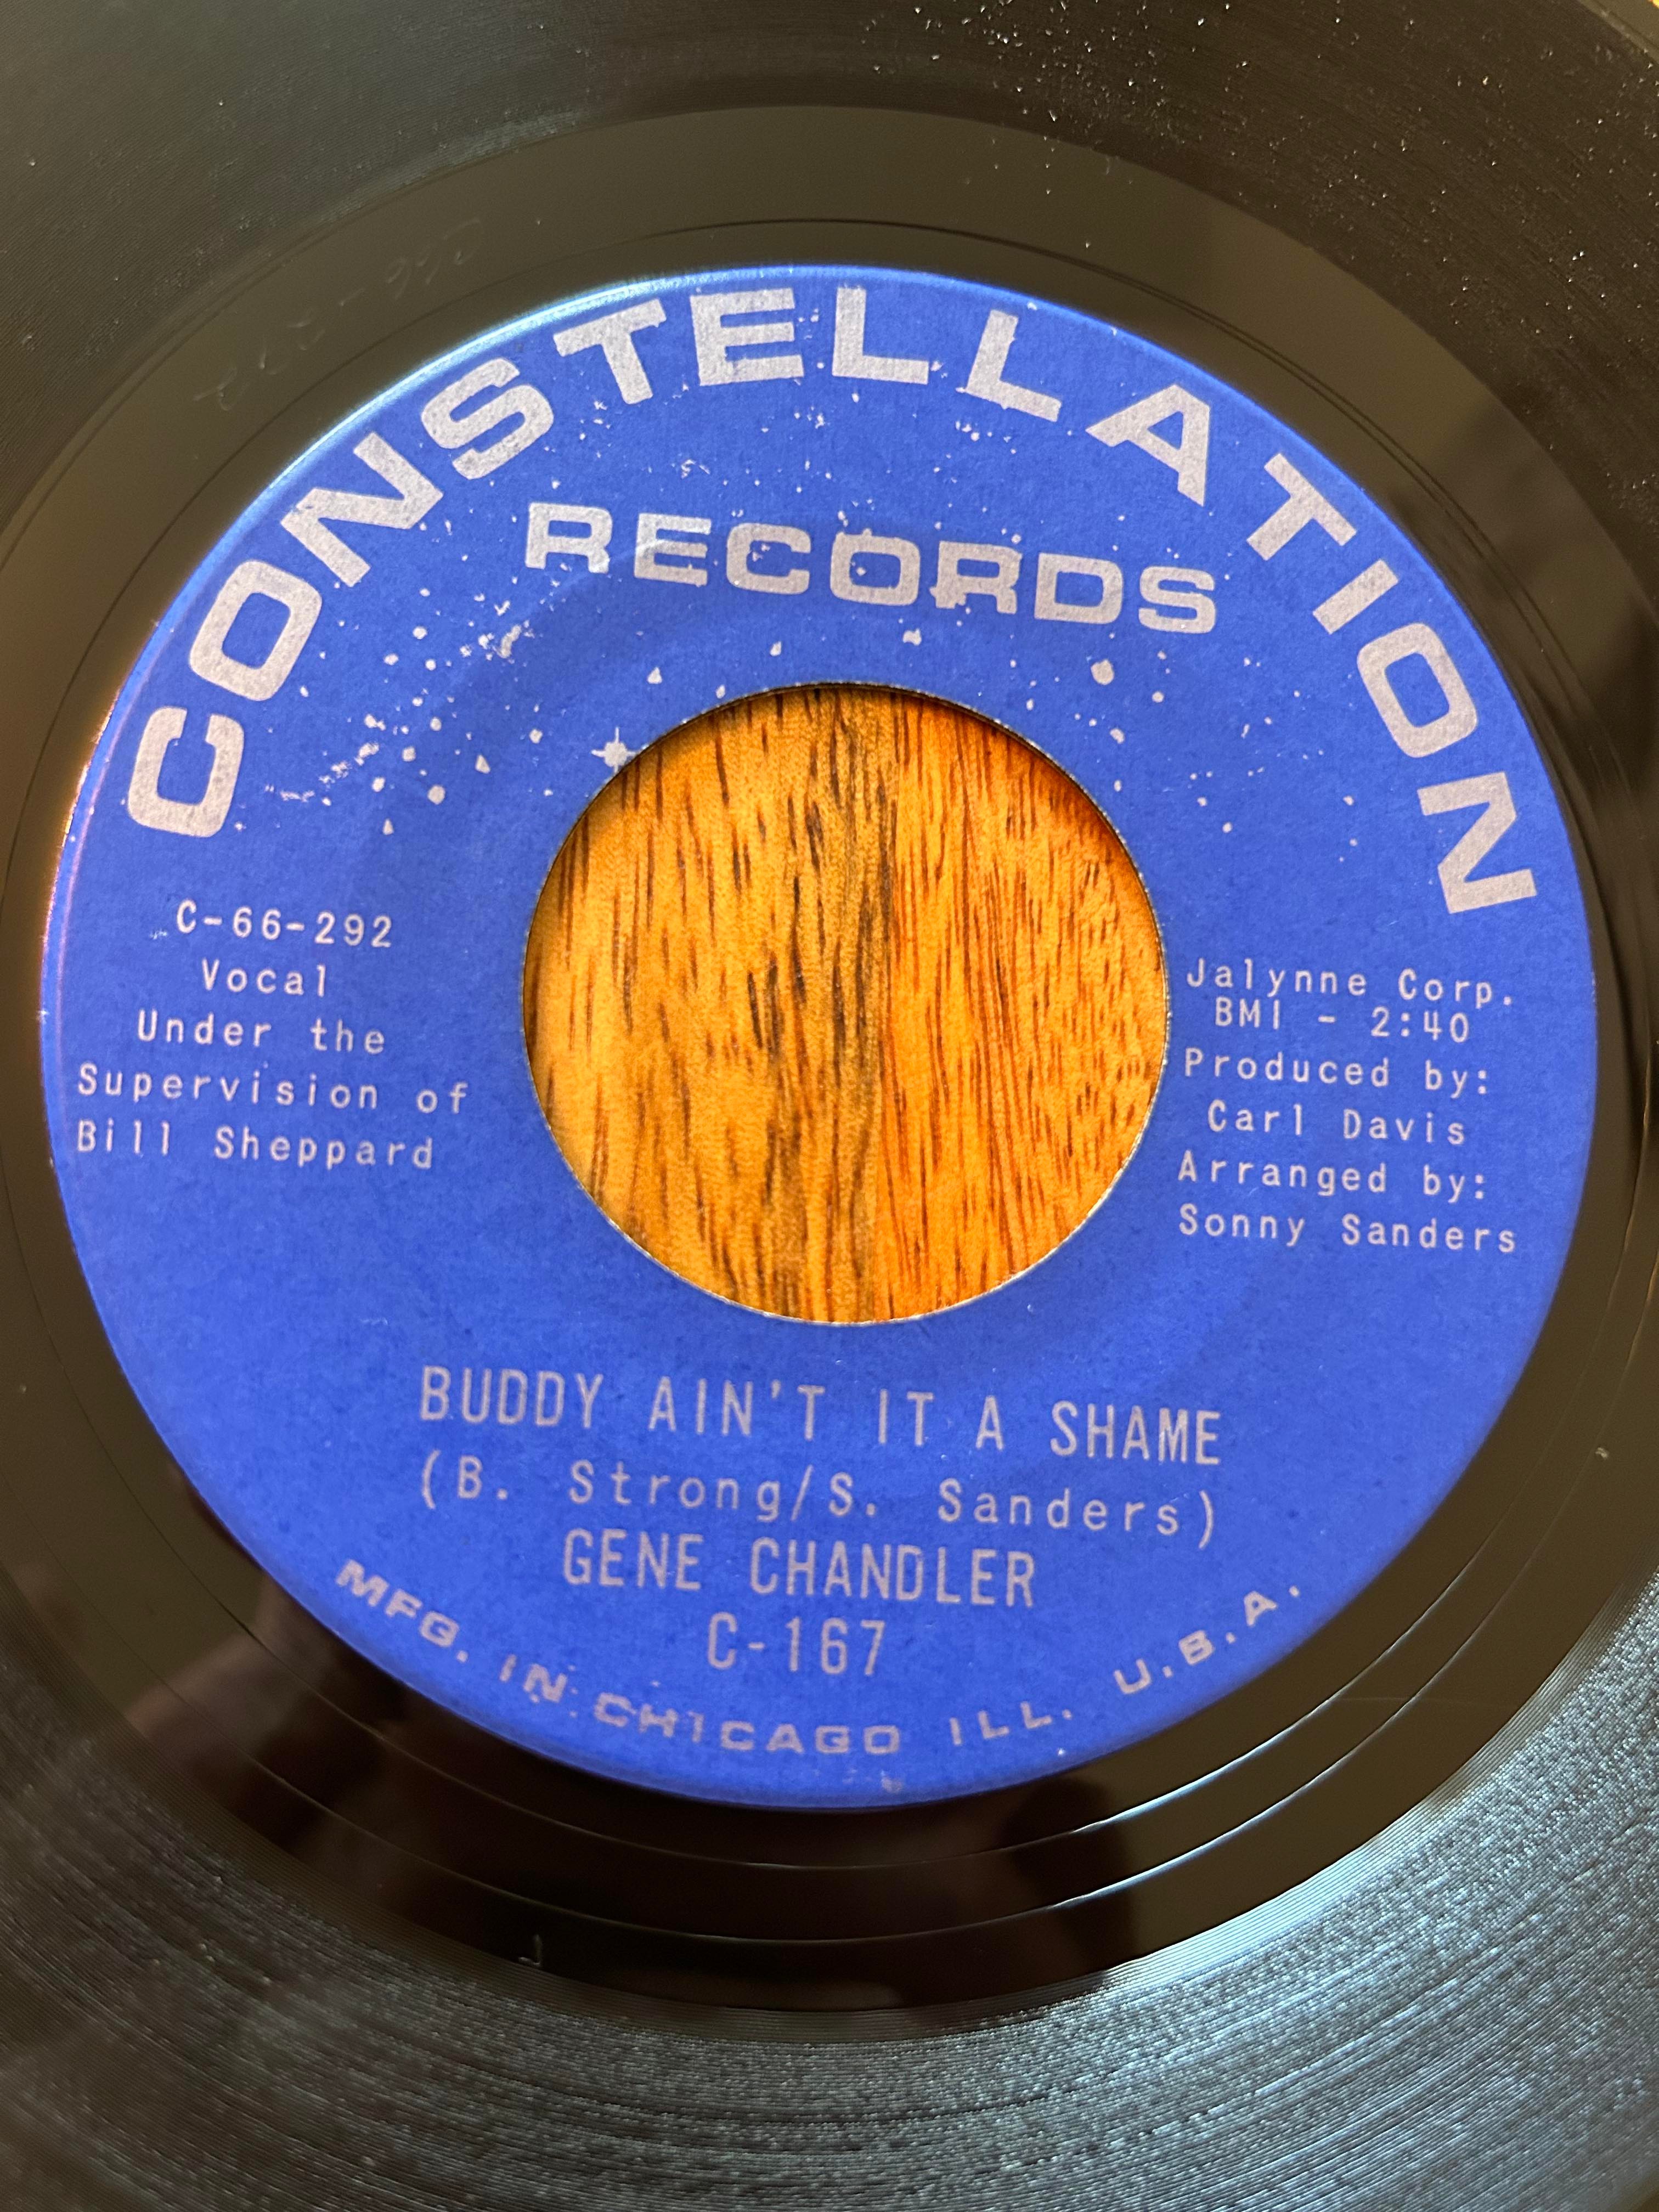 CONSTELLATION
RECORDS
C-66-292
Vocal
Under the
Supervision of
Bill Sheppard
Jalynne Corp.
BMI - 2:40
Produced by:
Carl Davis
Arranged by:
Sonny Sanders
BUDDY AIN'T IT A SHAME
(B. Strong/S. Sanders)
GENE CHANDLER
C-167
MFG. IN CHICAGO ILL. U.S.A.